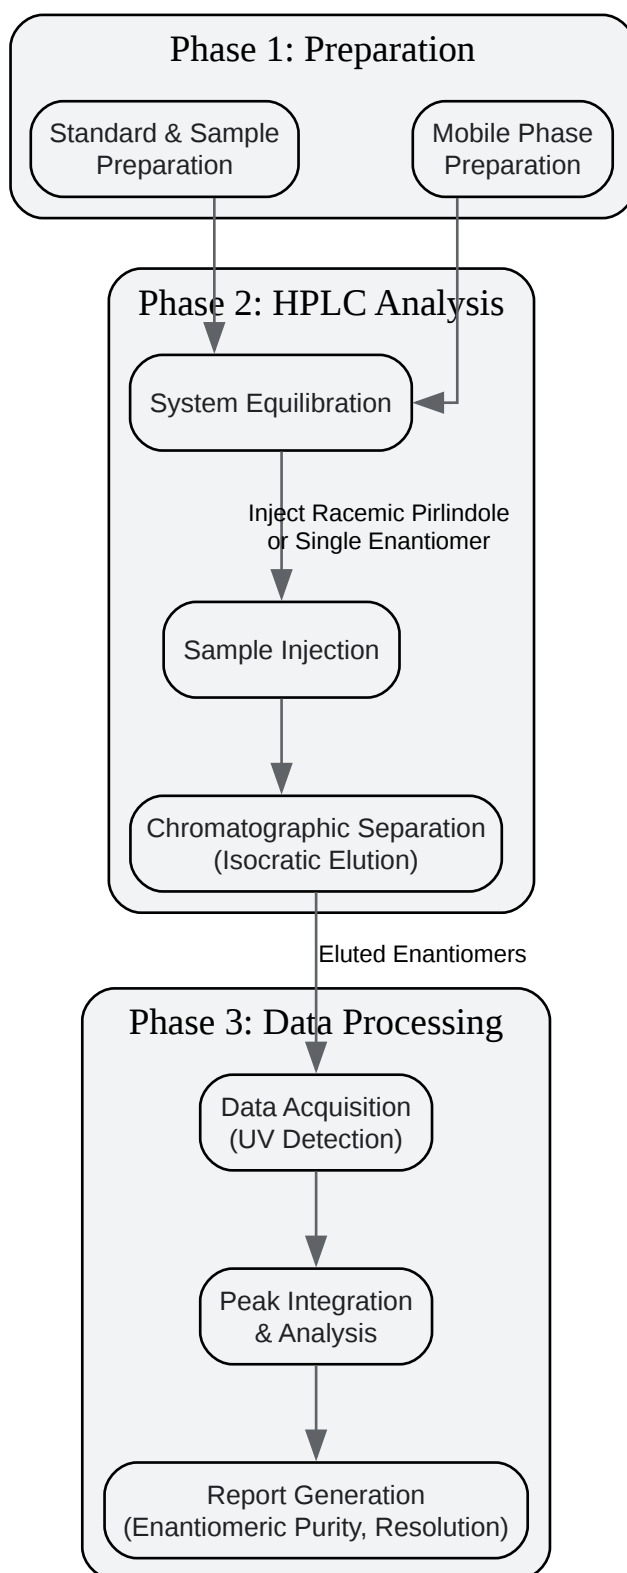 Phase 1: Preparation
Standard & Sample
Preparation
Mobile Phase
Preparation
Phase 2: HPLC Analysis
System Equilibration
Inject Racemic Pirlindole
or Single Enantiomer
Sample Injection
Chromatographic Separation
(Isocratic Elution)
Eluted Enantiomers
Phase 3: Data Processing
Data Acquisition
(UV Detection)
Peak Integration
& Analysis
Report Generation
(Enantiomeric Purity, Resolution)